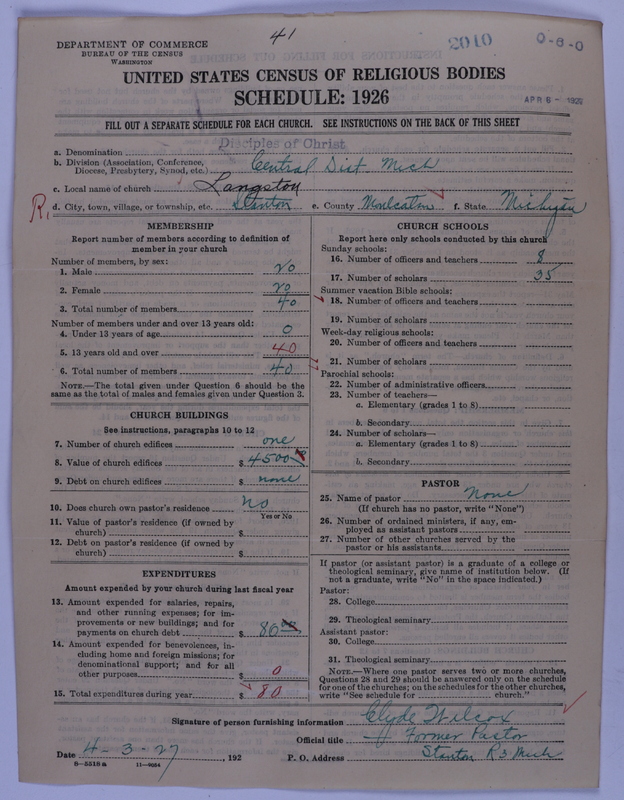 41
2010
0-8-0
DEPARTMENT OF COMMERCE
BUREAU OF THE CENSUS
WASHINGTON
UNITED STATES CENSUS OF RELIGIOUS BODIES
SCHEDULE: 1926
APR 6 - 1926
FILL OUT A SEPARATE SCHEDULE FOR EACH CHURCH. SEE INSTRUCTIONS ON THE BACK OF THIS SHEET
a. Denomination Disciples of Christ
b. Division (Association, Conference, Diocese, Presbytery, Synod, etc.) Central Dist. Mich
c. Local name of church Langston
R, d. City, town, village, or township, etc. Stanton e. County Montcalm f. State Michigan
MEMBERSHIP
Report number of members according to definition of
member in your church
Number of members, by sex:
1. Male 20
2. Female 20
3. Total number of members 40
Number of members under and over 13 years old:
4. Under 13 years of age 0
5. 13 years old and over 40
6. Total number of members 40
NOTE.—The total given under Question 6 should be the
same as the total of males and females given under Question 3.
CHURCH BUILDINGS
See instructions, paragraphs 10 to 12
7. Number of church edifices one
8. Value of church edifices $4500
9. Debt on church edifices $ none
10. Does church own pastor's residence No
Yes or No
11. Value of pastor's residence (if owned by
church) $
12. Debt on pastor's residence (if owned by
church) $
EXPENDITURES
Amount expended by your church during last fiscal year
13. Amount expended for salaries, repairs,
and other running expenses; for im-
provements or new buildings; and for
payments on church debt $ 80.00
14. Amount expended for benevolences, in-
cluding home and foreign missions; for
denominational support; and for all
other purposes $ 0
15. Total expenditures during year $ 80
CHURCH SCHOOLS
Report here only schools conducted by this church
Sunday schools:
16. Number of officers and teachers 8
17. Number of scholars 35
Summer vacation Bible schools:
18. Number of officers and teachers
19. Number of scholars
Week-day religious schools:
20. Number of officers and teachers
21. Number of scholars
Parochial schools:
22. Number of administrative officers
23. Number of teachers—
a. Elementary (grades 1 to 8)
b. Secondary
24. Number of scholars—
a. Elementary (grades 1 to 8)
b. Secondary
PASTOR
25. Name of pastor None
(If church has no pastor, write "None")
26. Number of ordained ministers, if any, em-
ployed as assistant pastors
27. Number of other churches served by the
pastor or his assistants
If pastor (or assistant pastor) is a graduate of a college or
theological seminary, give name of institution below. (If
not a graduate, write "No" in the space indicated.)
Pastor:
28. College
29. Theological seminary
Assistant pastor:
30. College
31. Theological seminary
NOTE.—Where one pastor serves two or more churches,
Questions 28 and 29 should be answered only on the schedule
for one of the churches; on the schedules for the other churches,
write "See schedule for ------ church."
Signature of person furnishing information Clyde Wilcox
Official title Former Pastor
Date 4-3-27, 192 P. O. Address Stanton R3 Mich
8—5518a 11—9034